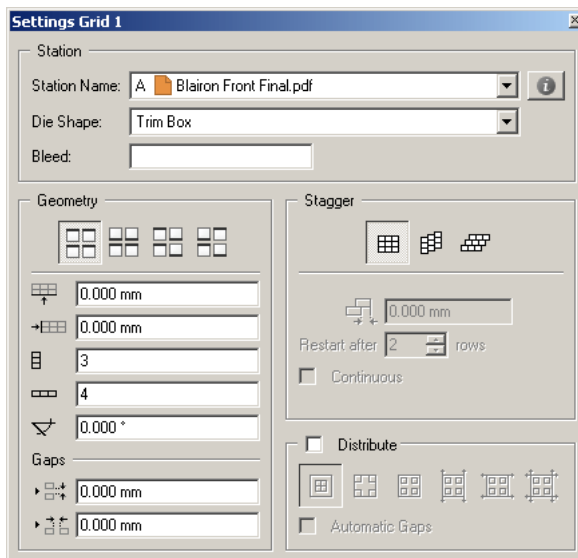 Settings Grid 1
Station
Station Name: A Blairon Front Final.pdf
Die Shape: Trim Box
Bleed:
Geometry
0.000 mm
0.000 mm
3
4
0.000 °
Gaps
0.000 mm
0.000 mm
Stagger
0.000 mm
Restart after 2 rows
Continuous
Distribute
Automatic Gaps